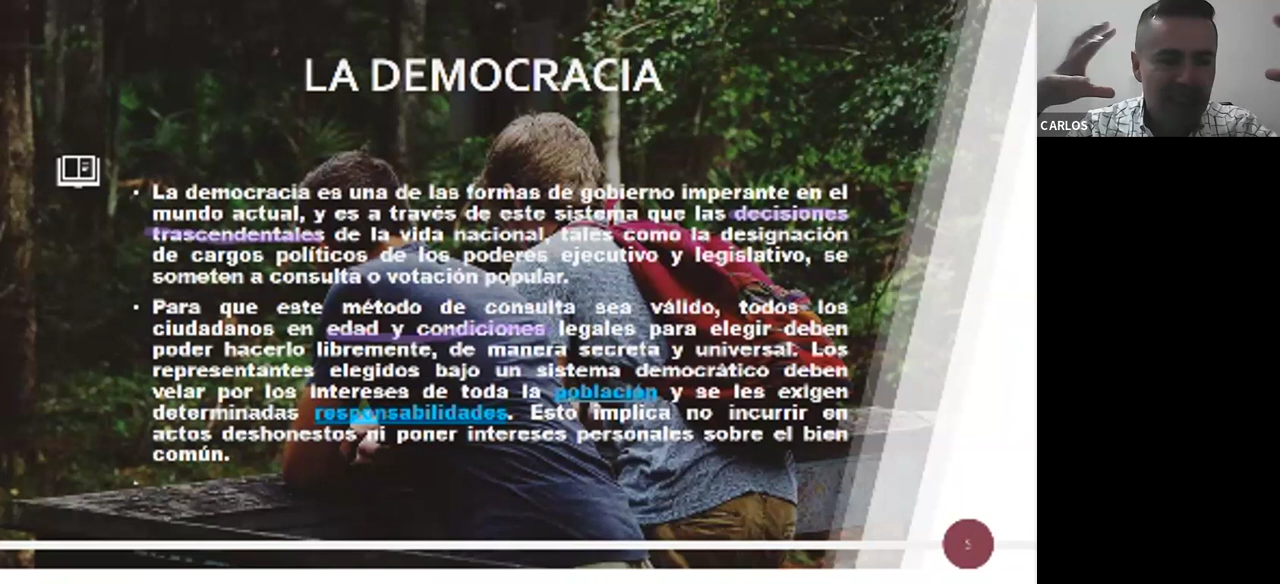 LA DEMOCRACIA
• La democracia es una de las formas de gobierno imperante en el
mundo actual, y es a través de este sistema que las decisiones
trascendentales de la vida nacional, tales como la designación
de cargos políticos de los poderes ejecutivo y legislativo, se
someten a consulta o votación popular.
• Para que este método de consulta sea válido, todos los
ciudadanos en edad y condiciones legales para elegir deben
poder hacerlo libremente, de manera secreta y universal. Los
representantes elegidos bajo un sistema democrático deben
velar por los intereses de toda la población y se les exigen
determinadas responsabilidades. Esto implica no incurrir en
actos deshonestos ni poner intereses personales sobre el bien
común.
5
CARLOS